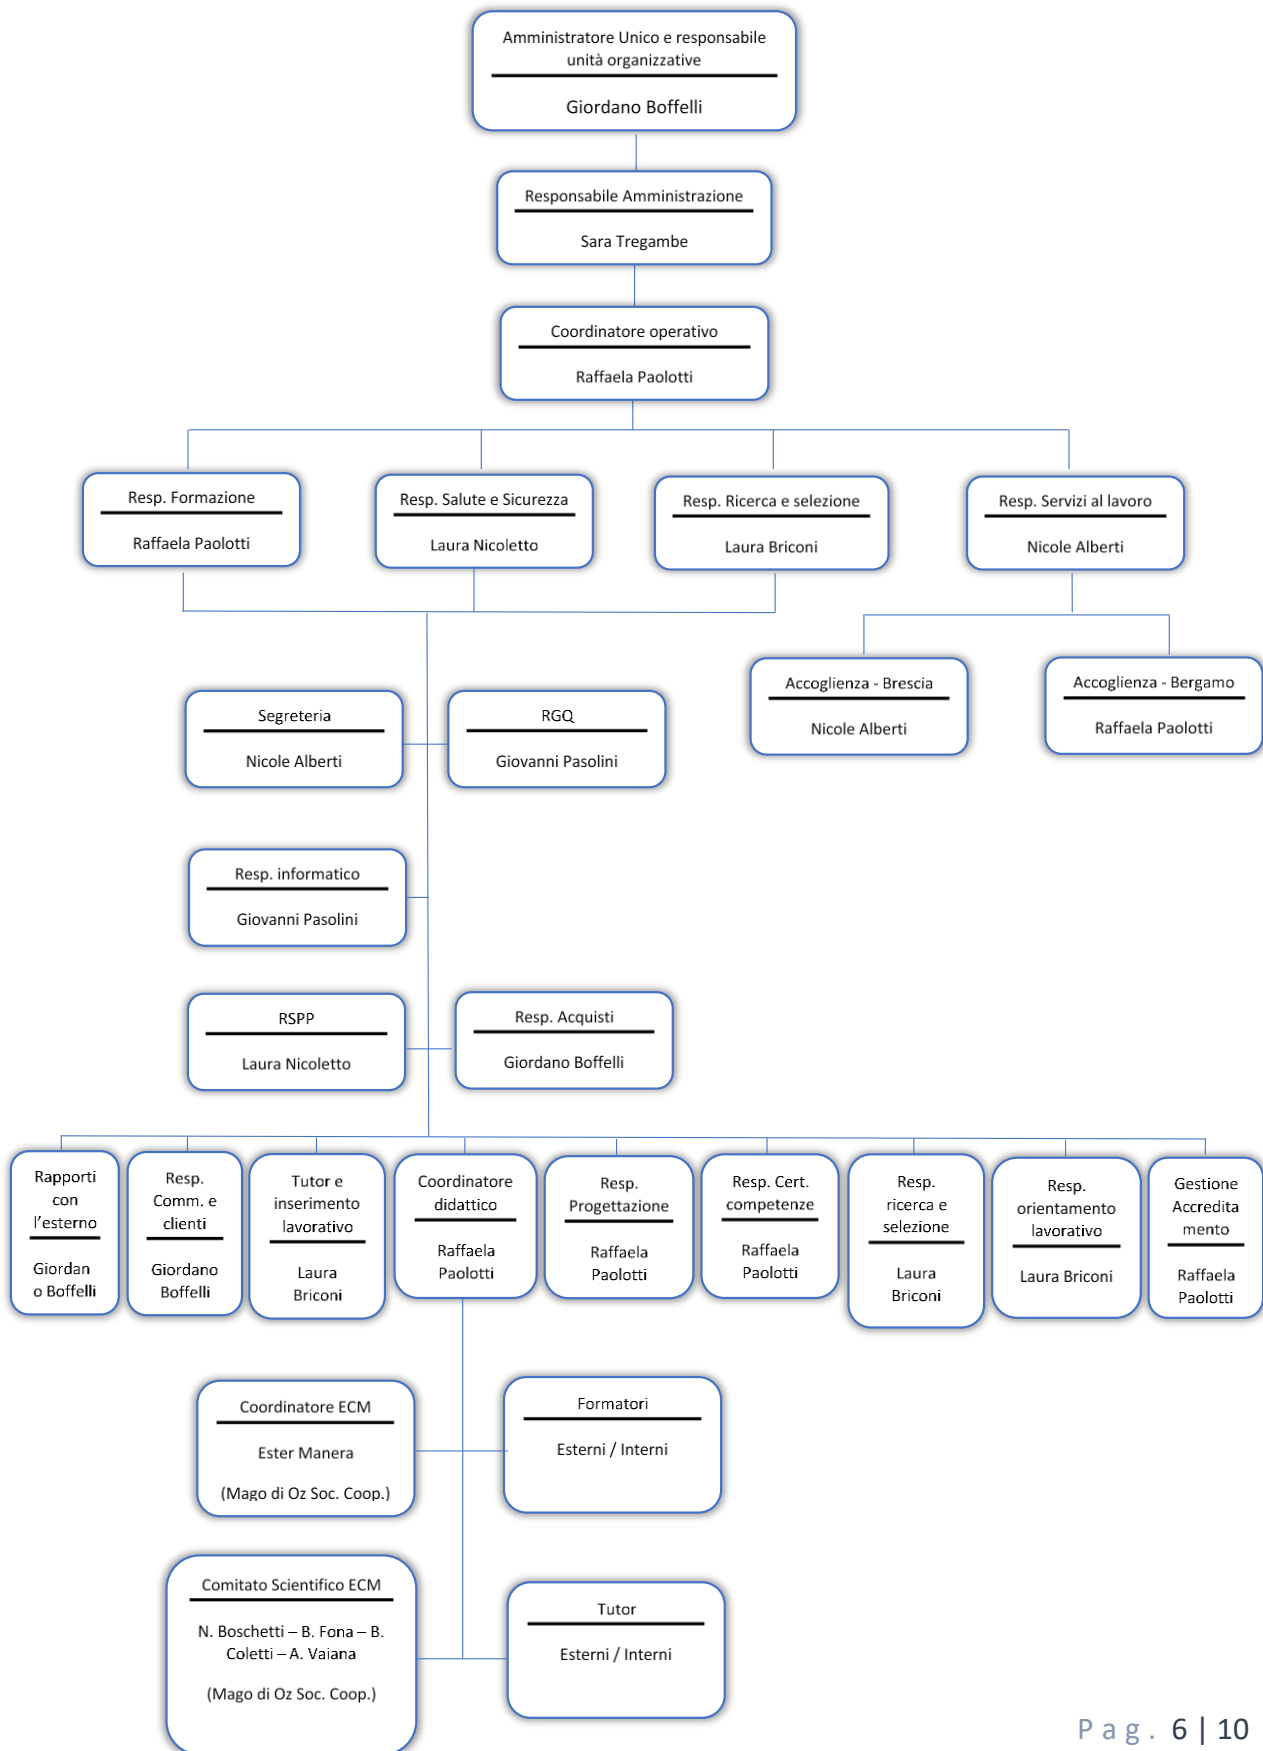 Amministratore Unico e responsabile
unità organizzative
Giordano Boffelli
Responsabile Amministrazione
Sara Tregambe
Coordinatore operativo
Raffaela Paolotti
Resp. Formazione
Raffaela Paolotti
Resp. Salute e Sicurezza
Laura Nicoletto
Resp. Ricerca e selezione
Laura Briconi
Resp. Servizi al lavoro
Nicole Alberti
Accoglienza - Brescia
Nicole Alberti
Accoglienza - Bergamo
Raffaela Paolotti
Segreteria
Nicole Alberti
RGQ
Giovanni Pasolini
Resp. informatico
Giovanni Pasolini
RSPP
Laura Nicoletto
Resp. Acquisti
Giordano Boffelli
Rapporti
con
l'esterno
Giordan
o Boffelli
Resp.
Comm. e
clienti
Giordano
Boffelli
Tutor e
inserimento
lavorativo
Laura
Briconi
Coordinatore
didattico
Raffaela
Paolotti
Resp.
Progettazione
Raffaela
Paolotti
Resp. Cert.
competenze
Raffaela
Paolotti
Resp.
ricerca e
selezione
Laura
Briconi
Resp.
orientamento
lavorativo
Laura Briconi
Gestione
Accredita
mento
Raffaela
Paolotti
Coordinatore ECM
Ester Manera
(Mago di Oz Soc. Coop.)
Formatori
Esterni / Interni
Comitato Scientifico ECM
N. Boschetti – B. Fona – B.
Coletti – A. Vaiana
(Mago di Oz Soc. Coop.)
Tutor
Esterni / Interni
Pag. 6 | 10